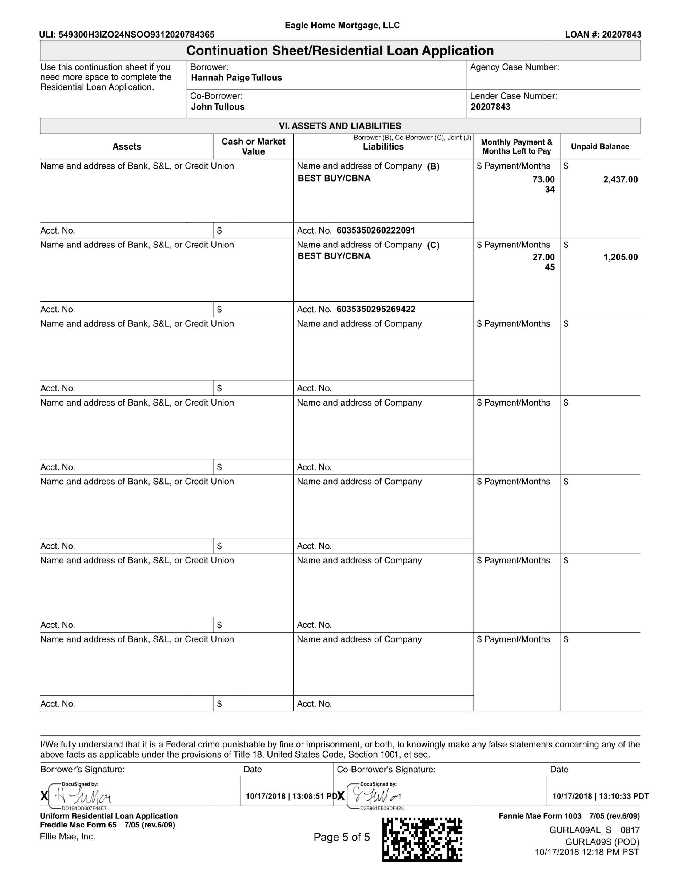 Eagle Home Mortgage, LLC
ULI: 549300H3IZO24NSOO9312020784365 LOAN #: 20207843
Continuation Sheet/Residential Loan Application
Use this continuation sheet if you need more space to complete the Residential Loan Application.
Borrower:
Hannah Paige Tullous
Agency Case Number:
Co-Borrower:
John Tullous
Lender Case Number:
20207843
VI. ASSETS AND LIABILITIES
Assets
Cash or Market Value
Borrower (B), Co-Borrower (C), Joint (J)
Liabilities
Monthly Payment & Months Left to Pay
Unpaid Balance
Name and address of Bank, S&L, or Credit Union Name and address of Company (B) $ Payment/Months $
BEST BUY/CBNA 73.00 2,437.00
34
Acct. No. $ Acct. No. 6035350260222091
Name and address of Bank, S&L, or Credit Union Name and address of Company (C) $ Payment/Months $
BEST BUY/CBNA 27.00 1,205.00
45
Acct. No. $ Acct. No. 6035350295269422
Name and address of Bank, S&L, or Credit Union Name and address of Company $ Payment/Months $
Acct. No. $ Acct. No.
Name and address of Bank, S&L, or Credit Union Name and address of Company $ Payment/Months $
Acct. No. $ Acct. No.
Name and address of Bank, S&L, or Credit Union Name and address of Company $ Payment/Months $
Acct. No. $ Acct. No.
Name and address of Bank, S&L, or Credit Union Name and address of Company $ Payment/Months $
Acct. No. $ Acct. No.
Name and address of Bank, S&L, or Credit Union Name and address of Company $ Payment/Months $
Acct. No. $ Acct. No.
I/We fully understand that it is a Federal crime punishable by fine or imprisonment, or both, to knowingly make any false statements concerning any of the
above facts as applicable under the provisions of Title 18, United States Code, Section 1001, et seq.
Borrower's Signature: Date Co-Borrower's Signature: Date
DocuSigned by: DocuSigned by:
X 10/17/2018 | 13:08:51 PD X 10/17/2018 | 13:10:33 PDT
Uniform Residential Loan Application
Freddie Mac Form 65 7/05 (rev.6/09)
Fannie Mae Form 1003 7/05 (rev.6/09)
Ellie Mae, Inc.
Page 5 of 5
GURLA09AL_S 0817
GURLA09S (POD)
10/17/2018 12:18 PM PST